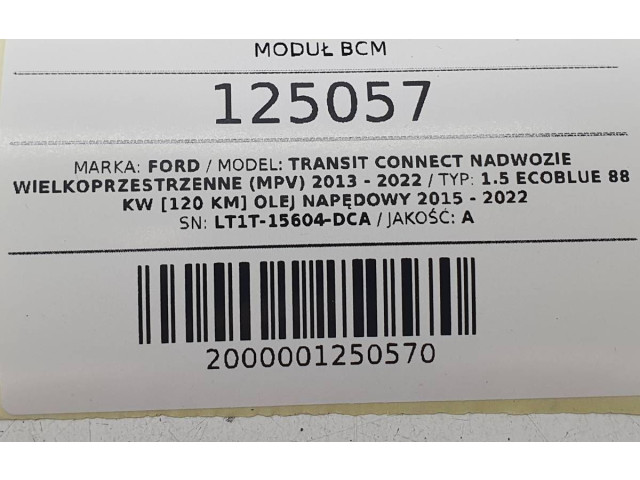 MODUŁ BCM
125057
MARKA: FORD / MODEL: TRANSIT CONNECT NADWOZIE
WIELKOPRZESTRZENNE (MPV) 2013 - 2022 / TYP: 1.5 ECOBLUE 88
KW [120 KM] OLEJ NAPĘDOWY 2015 - 2022
SN: LT1T-15604-DCA / JAKOŚĆ: A
2000001250570